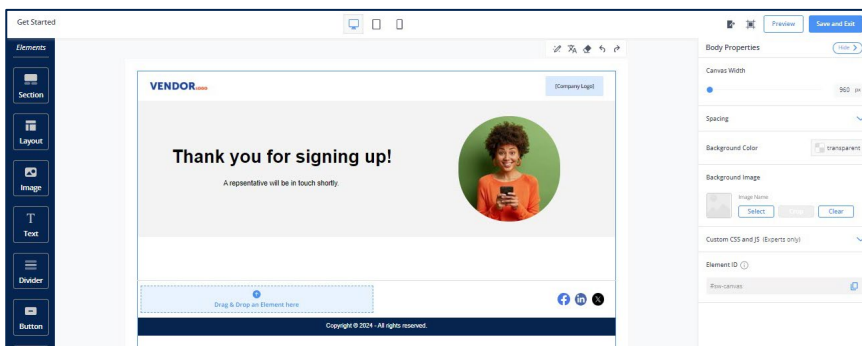 Get Started
Preview
Save and Exit
Elements
Section
Layout
Image
Text
Divider
Button
VENDOR LOGO
[Company Logo]
Thank you for signing up!
A repsentative will be in touch shortly.
Drag & Drop an Element here
Copyright © 2024 - All rights reserved.
Body Properties
Hide
Canvas Width
960 px
Spacing
Background Color
transparent
Background Image
Image Name
Select
Clear
Custom CSS and JS (Experts only)
Element ID